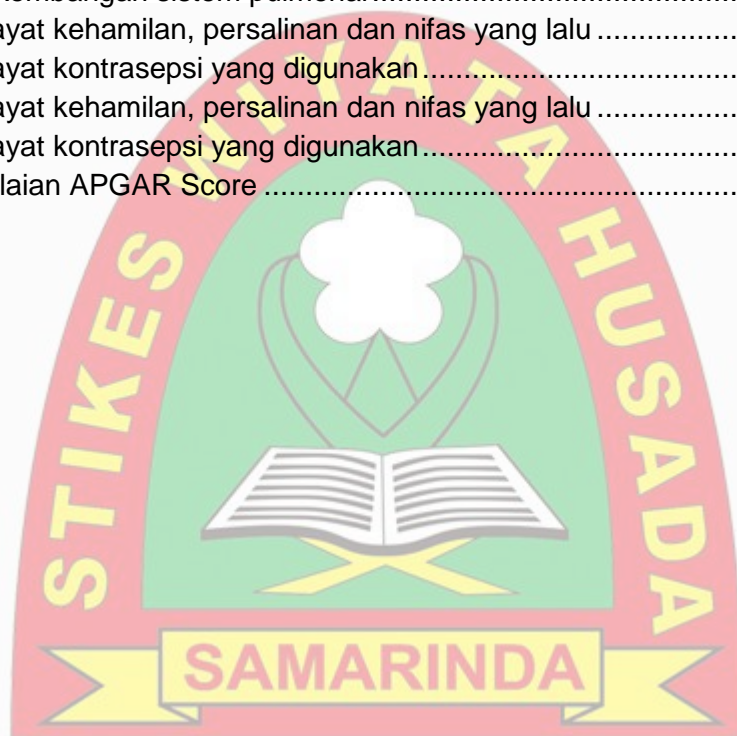 ayat kehamilan, persalinan dan nifas yang lalu ....................
ayat kontrasepsi yang digunakan ....................
ayat kehamilan, persalinan dan nifas yang lalu ....................
ayat kontrasepsi yang digunakan ....................
laian APGAR Score ....................
STIKES WIYATA HUSADA
SAMARINDA